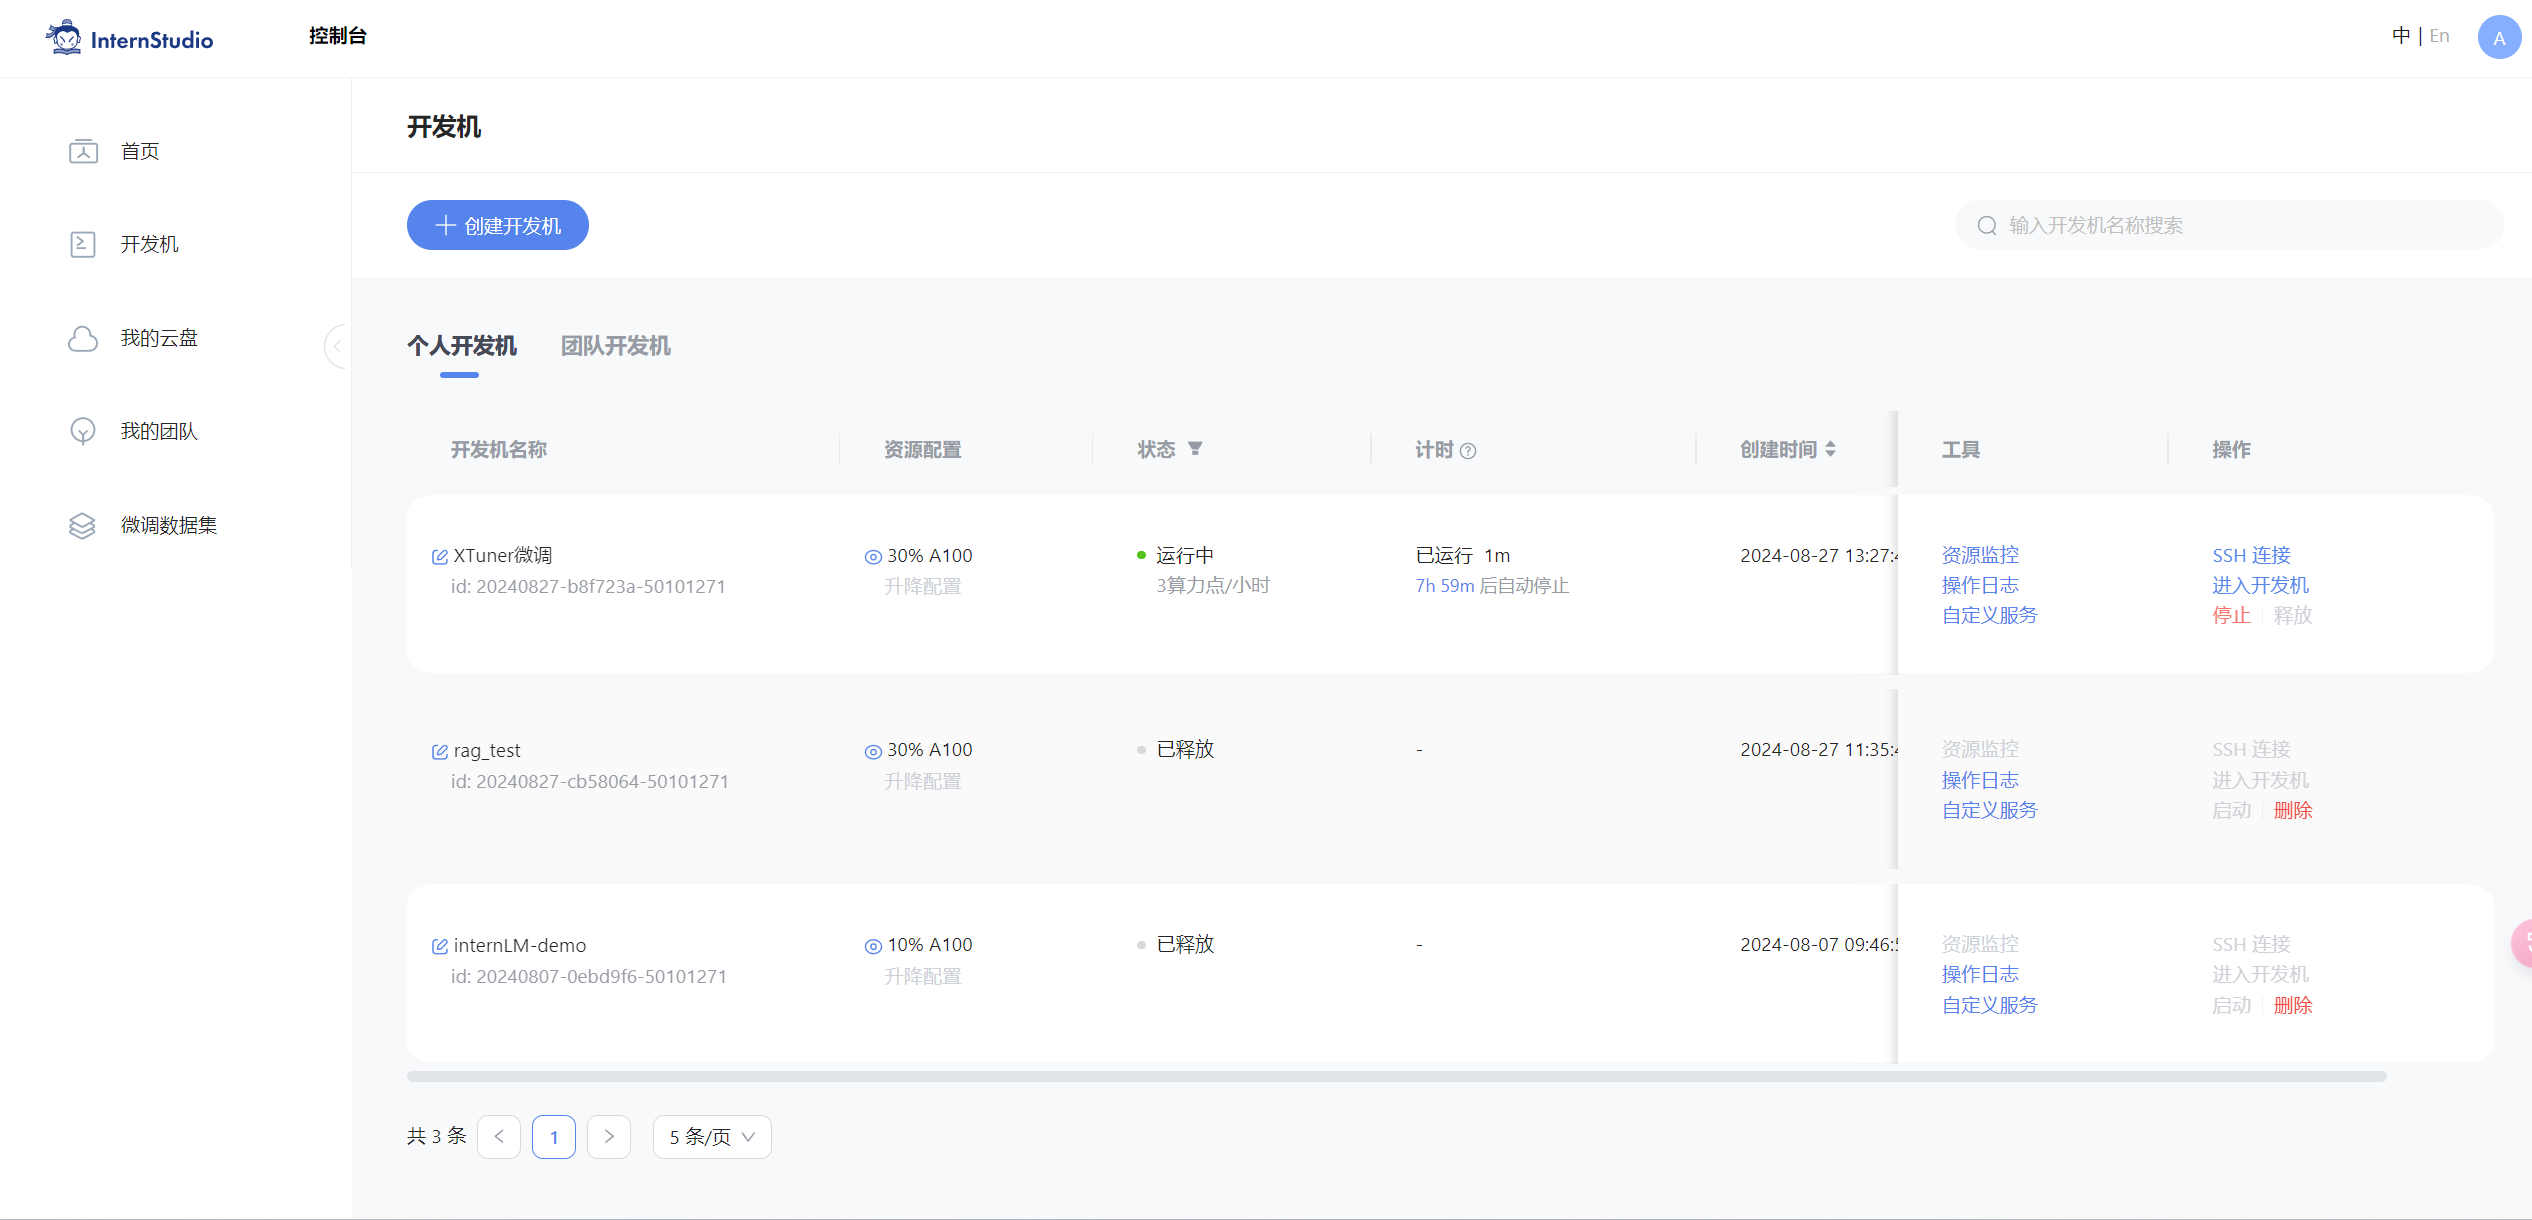 InternStudio
控制台
中 | En
A
首页
开发机
我的云盘
我的团队
微调数据集
开发机
创建开发机
输入开发机名称搜索
个人开发机 团队开发机
开发机名称 资源配置 状态 计时 创建时间 工具 操作
XTuner微调 30% A100 运行中 已运行 1m 2024-08-27 13:27:4 资源监控 SSH 连接
id: 20240827-b8f723a-50101271 升降配置 3算力点/小时 7h 59m 后自动停止 操作日志 进入开发机
自定义服务 停止 释放
rag_test 30% A100 已释放 - 2024-08-27 11:35:4 资源监控 SSH 连接
id: 20240827-cb58064-50101271 升降配置 操作日志 进入开发机
自定义服务 启动 删除
internLM-demo 10% A100 已释放 - 2024-08-07 09:46: 资源监控 SSH 连接
id: 20240807-0ebd9f6-50101271 升降配置 操作日志 进入开发机
自定义服务 启动 删除
共 3 条 < 1 > 5 条/页